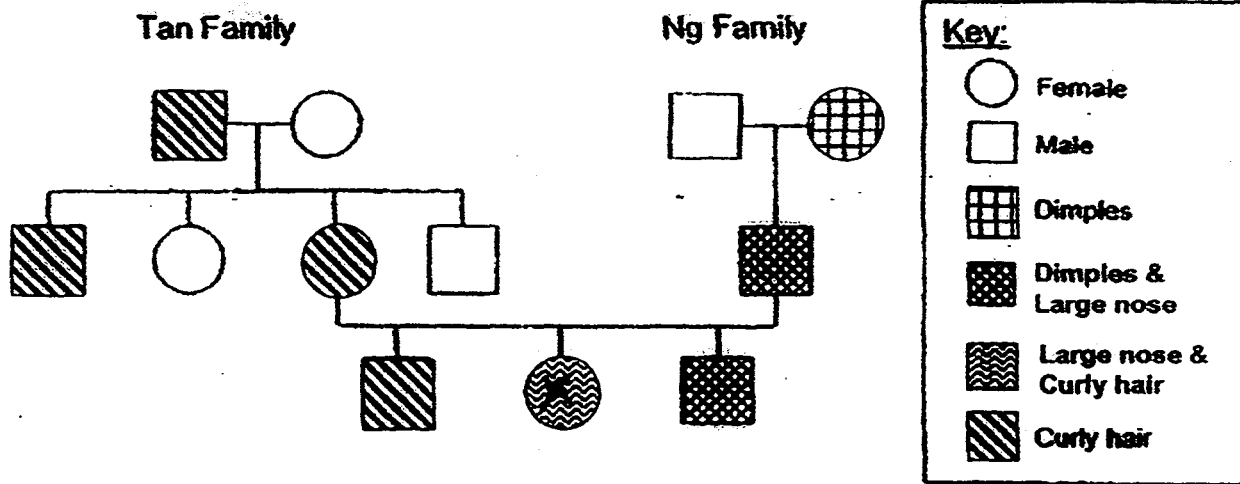 Tan Family
Ng Family
Key:
Female
Male
Dimples
Dimples &
Large nose
Large nose &
Curly hair
Curly hair